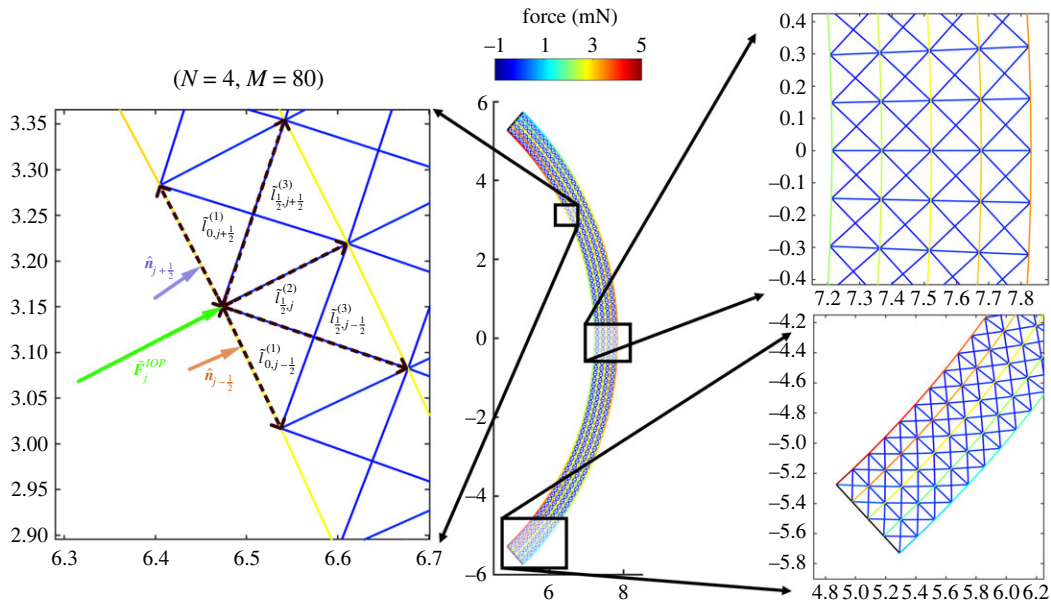 force (mN)
−1 1 3 5
(N = 4, M = 80)
3.35
3.30
3.25
3.20
3.15
3.10
3.05
3.00
2.95
2.90
6.3 6.4 6.5 6.6 6.7
l̃⁽³⁾_{½,j+½}
l̃⁽¹⁾_{0,j+½}
n̂_{j+½}
l̃⁽²⁾_{½,j}
l̃⁽³⁾_{½,j−½}
l̃⁽¹⁾_{0,j−½}
F̃_j^{IOP}
n̂_{j−½}
6
4
2
0
−2
−4
−6
6 8
0.4
0.3
0.2
0.1
0
−0.1
−0.2
−0.3
−0.4
7.2 7.3 7.4 7.5 7.6 7.7 7.8
−4.2
−4.4
−4.6
−4.8
−5.0
−5.2
−5.4
−5.6
−5.8
4.8 5.0 5.2 5.4 5.6 5.8 6.0 6.2